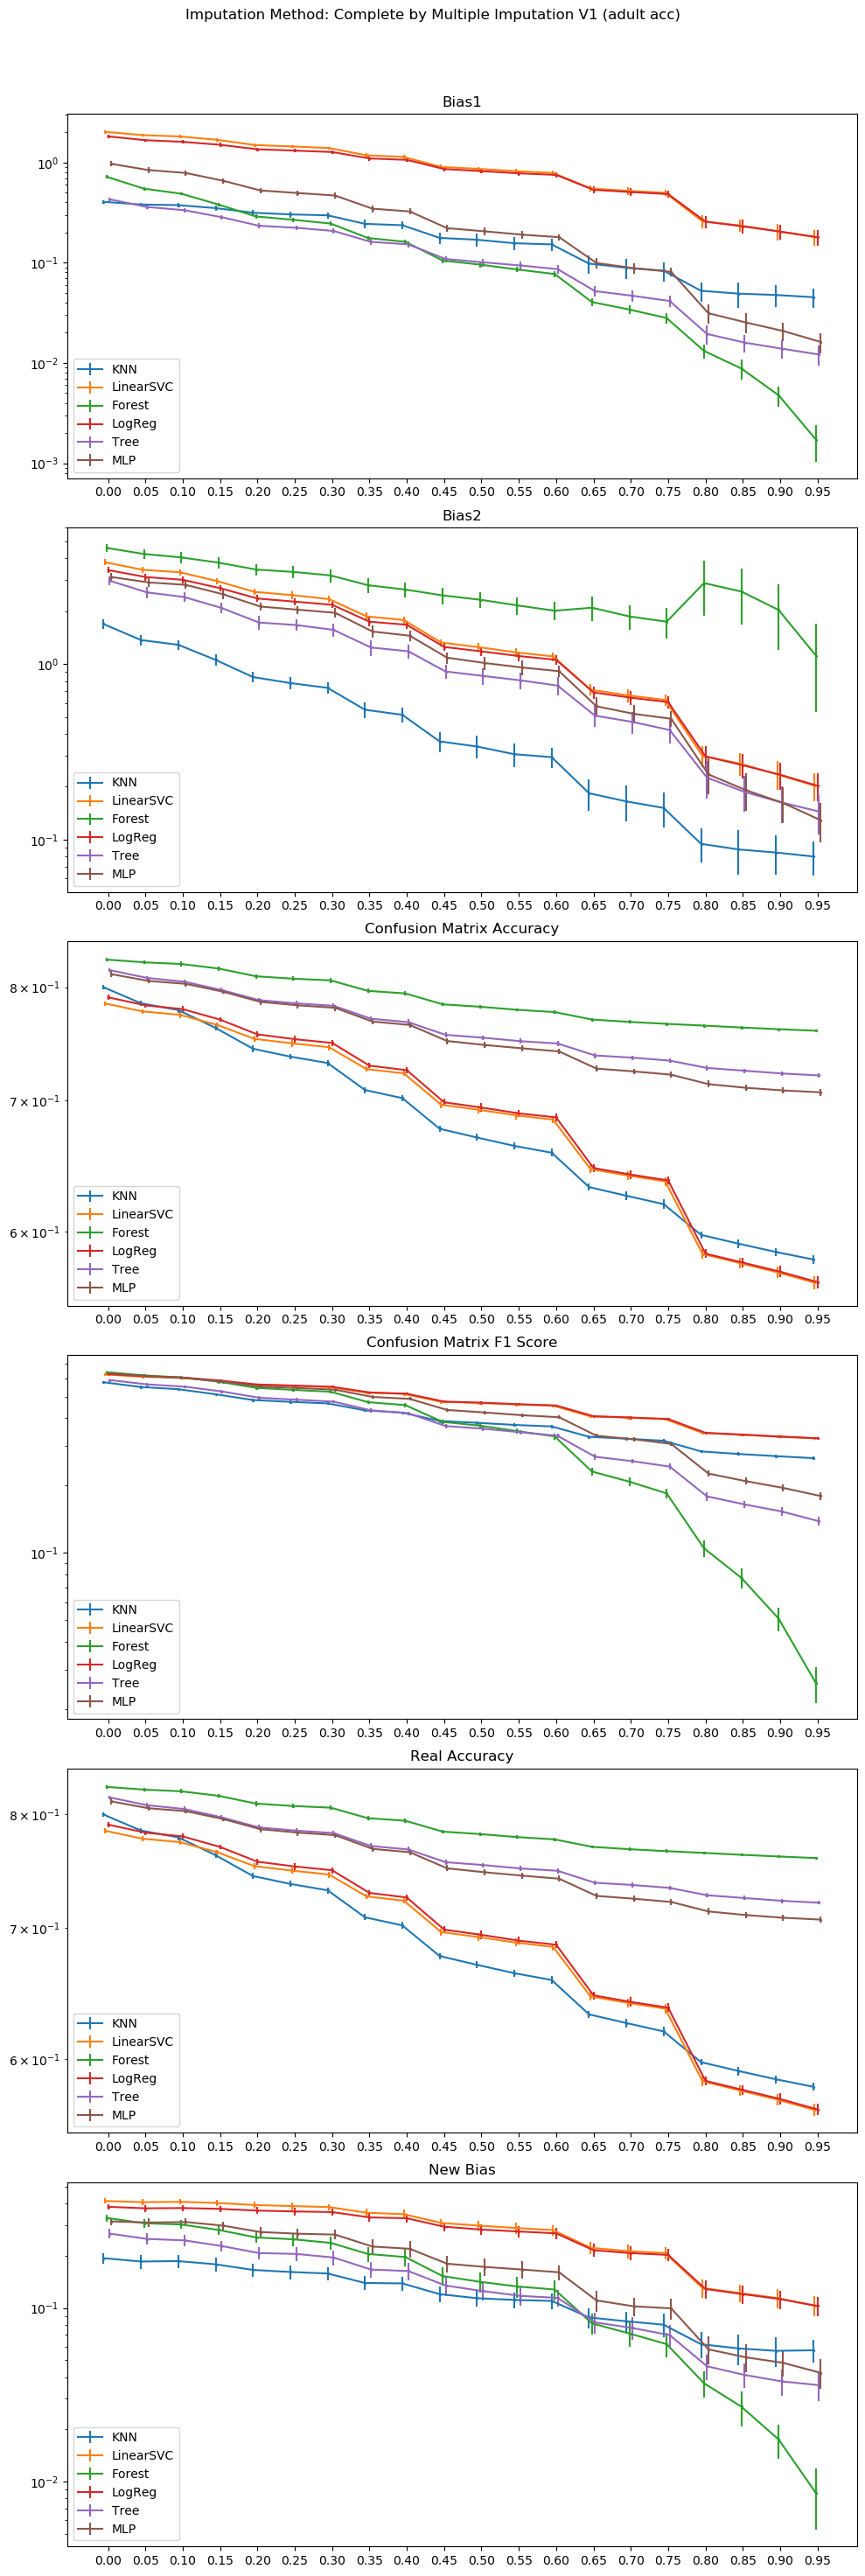 Imputation Method: Complete by Multiple Imputation V1 (adult acc)
Bias1
10⁰
10⁻¹
10⁻²
10⁻³
KNN
LinearSVC
Forest
LogReg
Tree
MLP
0.00 0.05 0.10 0.15 0.20 0.25 0.30 0.35 0.40 0.45 0.50 0.55 0.60 0.65 0.70 0.75 0.80 0.85 0.90 0.95
Bias2
10⁰
10⁻¹
KNN
LinearSVC
Forest
LogReg
Tree
MLP
0.00 0.05 0.10 0.15 0.20 0.25 0.30 0.35 0.40 0.45 0.50 0.55 0.60 0.65 0.70 0.75 0.80 0.85 0.90 0.95
Confusion Matrix Accuracy
8 × 10⁻¹
7 × 10⁻¹
6 × 10⁻¹
KNN
LinearSVC
Forest
LogReg
Tree
MLP
0.00 0.05 0.10 0.15 0.20 0.25 0.30 0.35 0.40 0.45 0.50 0.55 0.60 0.65 0.70 0.75 0.80 0.85 0.90 0.95
Confusion Matrix F1 Score
10⁻¹
KNN
LinearSVC
Forest
LogReg
Tree
MLP
0.00 0.05 0.10 0.15 0.20 0.25 0.30 0.35 0.40 0.45 0.50 0.55 0.60 0.65 0.70 0.75 0.80 0.85 0.90 0.95
Real Accuracy
8 × 10⁻¹
7 × 10⁻¹
6 × 10⁻¹
KNN
LinearSVC
Forest
LogReg
Tree
MLP
0.00 0.05 0.10 0.15 0.20 0.25 0.30 0.35 0.40 0.45 0.50 0.55 0.60 0.65 0.70 0.75 0.80 0.85 0.90 0.95
New Bias
10⁻¹
10⁻²
KNN
LinearSVC
Forest
LogReg
Tree
MLP
0.00 0.05 0.10 0.15 0.20 0.25 0.30 0.35 0.40 0.45 0.50 0.55 0.60 0.65 0.70 0.75 0.80 0.85 0.90 0.95